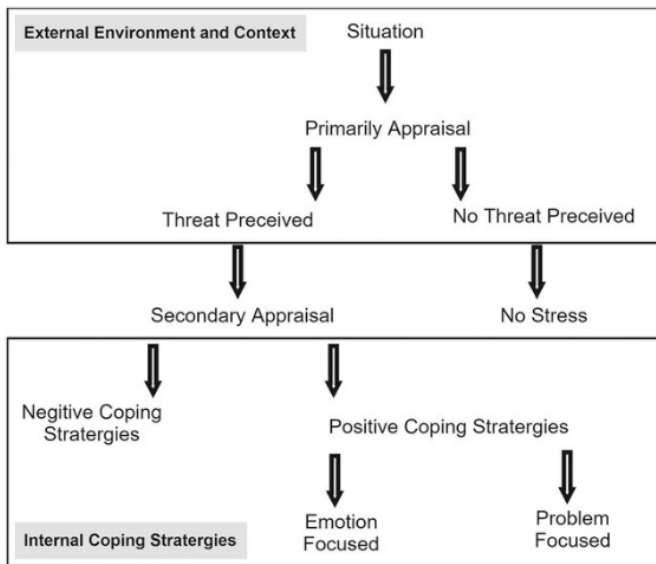 External Environment and Context
Situation
Primarily Appraisal
Threat Preceived
No Threat Preceived
Secondary Appraisal
No Stress
Negitive Coping
Stratergies
Positive Coping Stratergies
Emotion
Focused
Problem
Focused
Internal Coping Stratergies